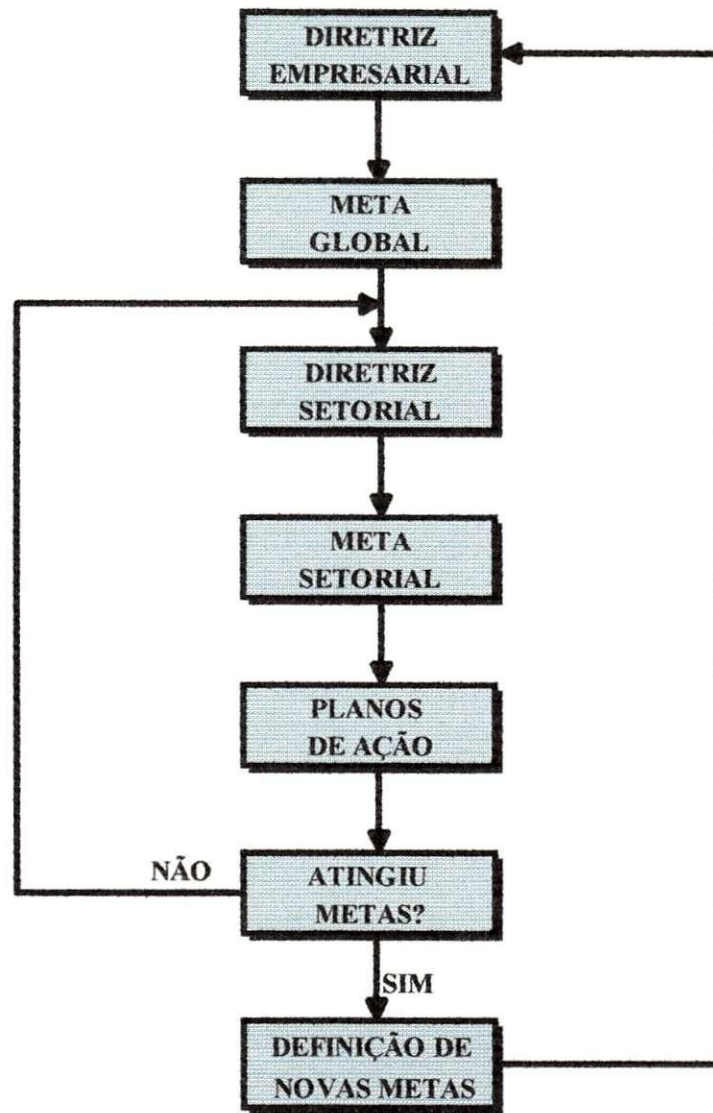 DIRETRIZ
EMPRESARIAL
META
GLOBAL
DIRETRIZ
SETORIAL
META
SETORIAL
PLANOS
DE AÇÃO
NÃO
ATINGIU
METAS?
SIM
DEFINIÇÃO DE
NOVAS METAS